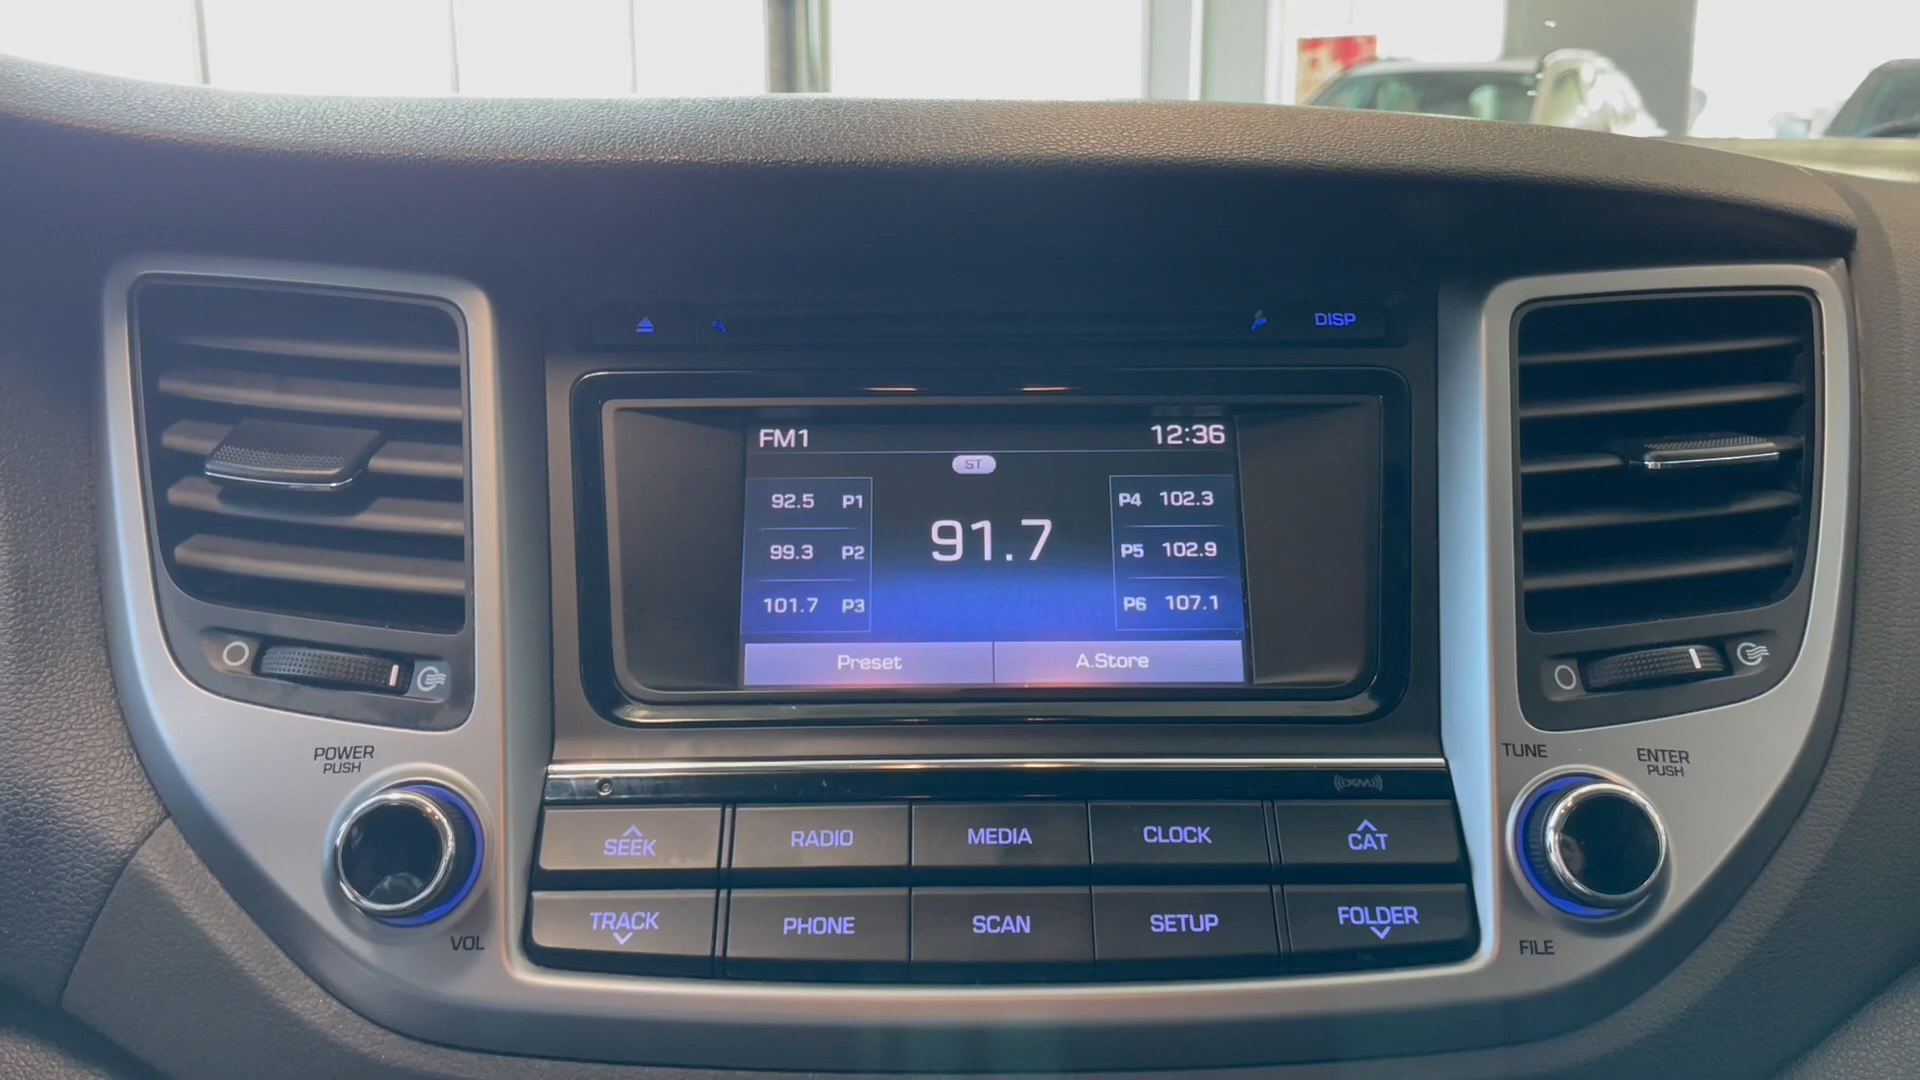 DISP
FM1 12:36
ST
92.5 P1
99.3 P2
101.7 P3
91.7
P4 102.3
P5 102.9
P6 107.1
Preset A.Store
POWER
PUSH
VOL
TUNE
ENTER
PUSH
FILE
((XM))
SEEK RADIO MEDIA CLOCK CAT
TRACK PHONE SCAN SETUP FOLDER